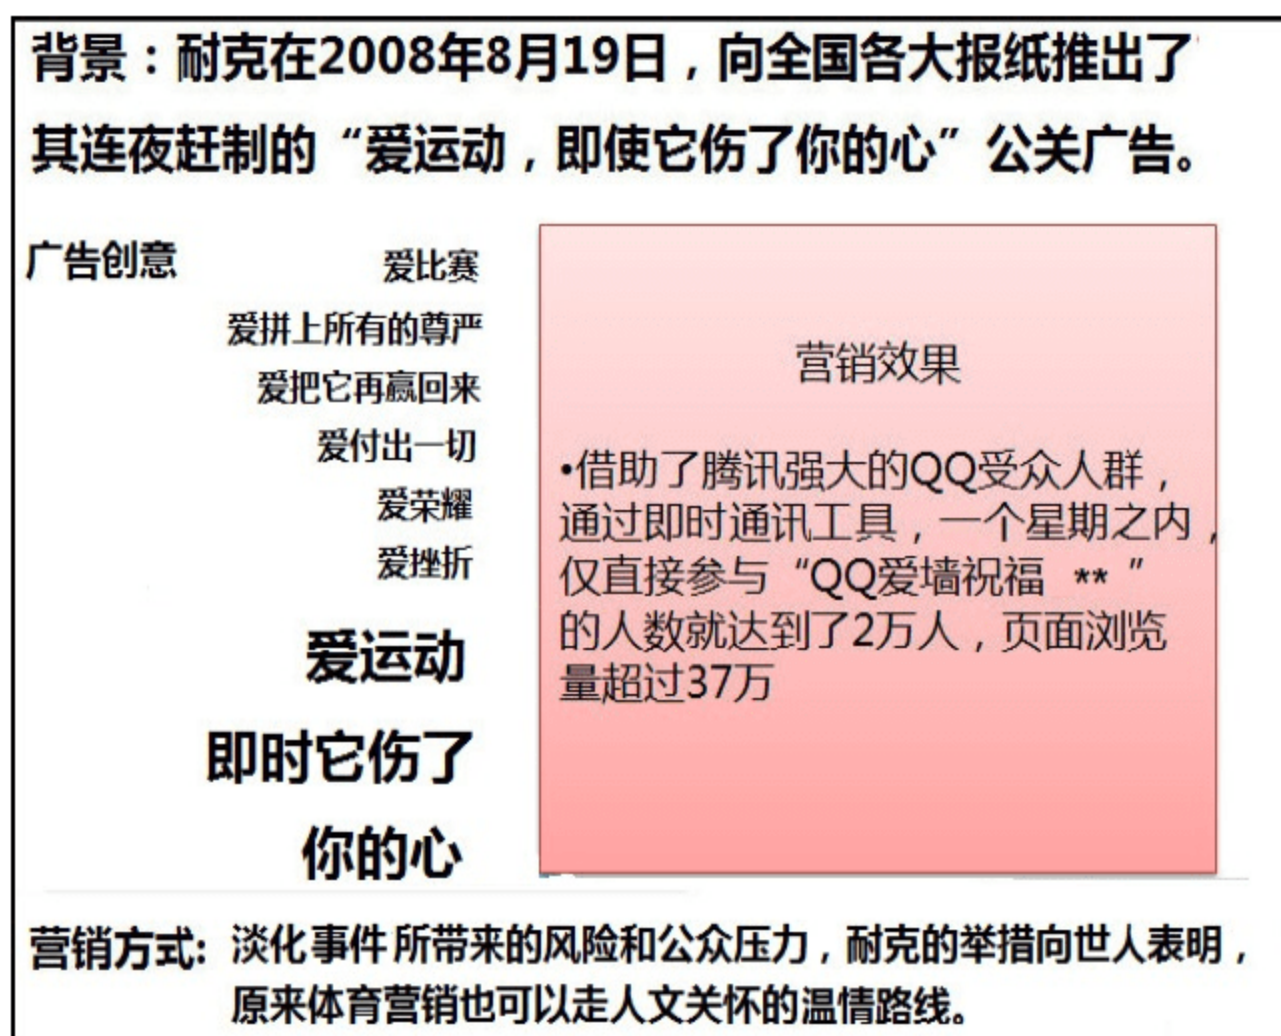 背景：耐克在2008年8月19日，向全国各大报纸推出了
其连夜赶制的“爱运动，即使它伤了你的心”公关广告。
广告创意
爱比赛
爱拼上所有的尊严
爱把它再赢回来
爱付出一切
爱荣耀
爱挫折
爱运动
即时它伤了
你的心
营销效果
•借助了腾讯强大的QQ受众人群，
通过即时通讯工具，一个星期之内，
仅直接参与“QQ爱墙祝福 **”
的人数就达到了2万人，页面浏览
量超过37万
营销方式: 淡化事件所带来的风险和公众压力，耐克的举措向世人表明，
原来体育营销也可以走人文关怀的温情路线。